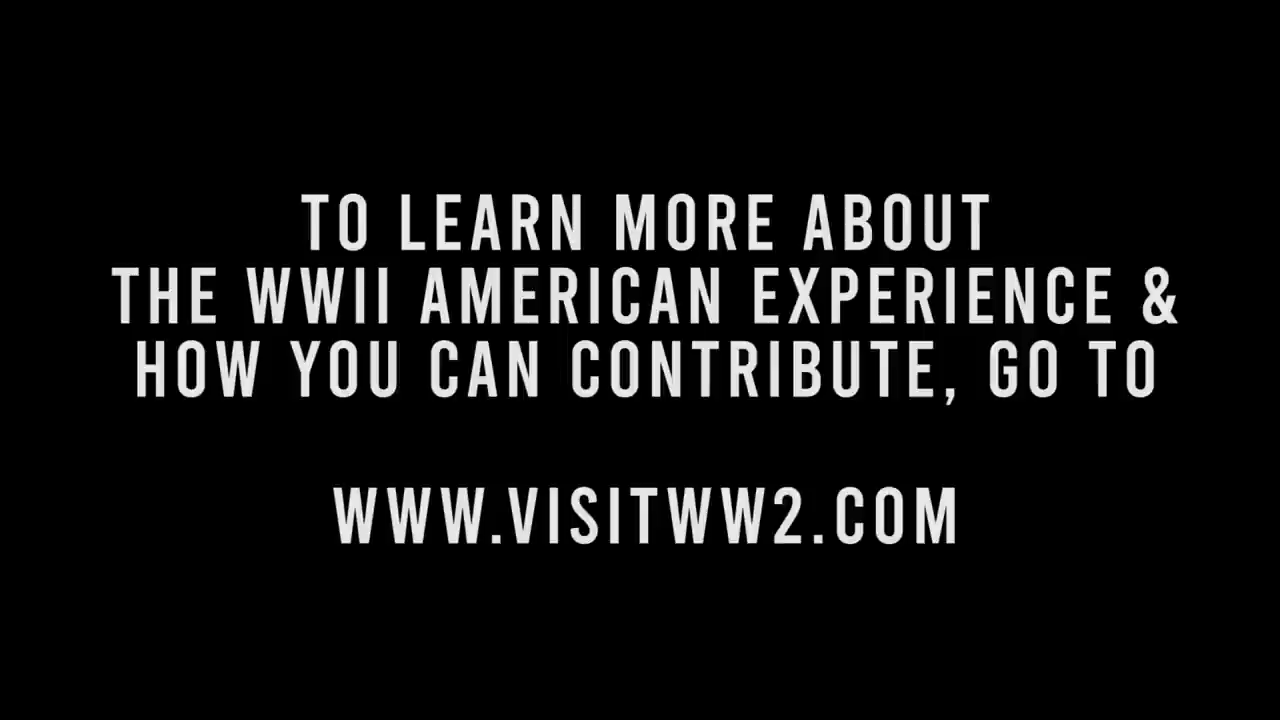 TO LEARN MORE ABOUT
THE WWII AMERICAN EXPERIENCE &
HOW YOU CAN CONTRIBUTE, GO TO
WWW.VISITWW2.COM